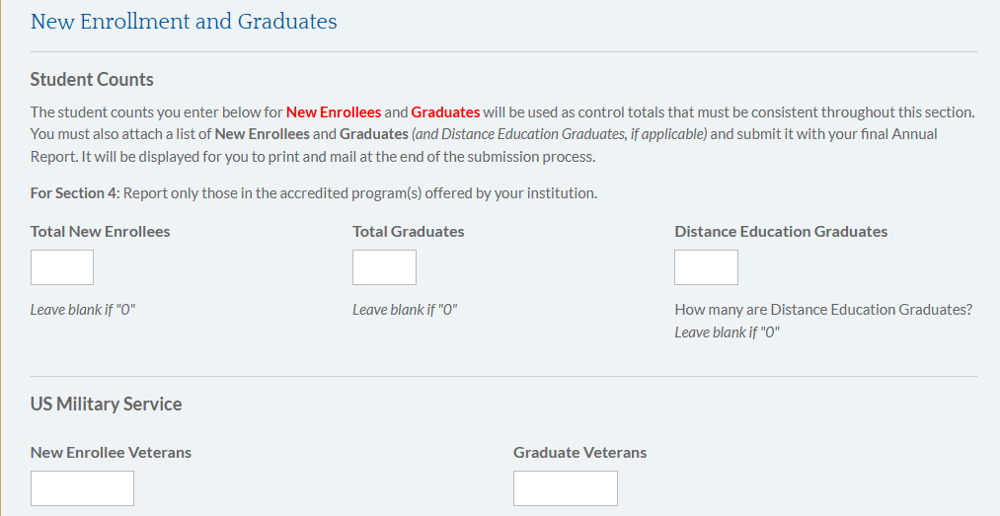 New Enrollment and Graduates
Student Counts
The student counts you enter below for New Enrollees and Graduates will be used as control totals that must be consistent throughout this section.
You must also attach a list of New Enrollees and Graduates (and Distance Education Graduates, if applicable) and submit it with your final Annual
Report. It will be displayed for you to print and mail at the end of the submission process.
For Section 4: Report only those in the accredited program(s) offered by your institution.
Total New Enrollees
Total Graduates
Distance Education Graduates
Leave blank if "0"
Leave blank if "0"
How many are Distance Education Graduates?
Leave blank if "0"
US Military Service
New Enrollee Veterans
Graduate Veterans